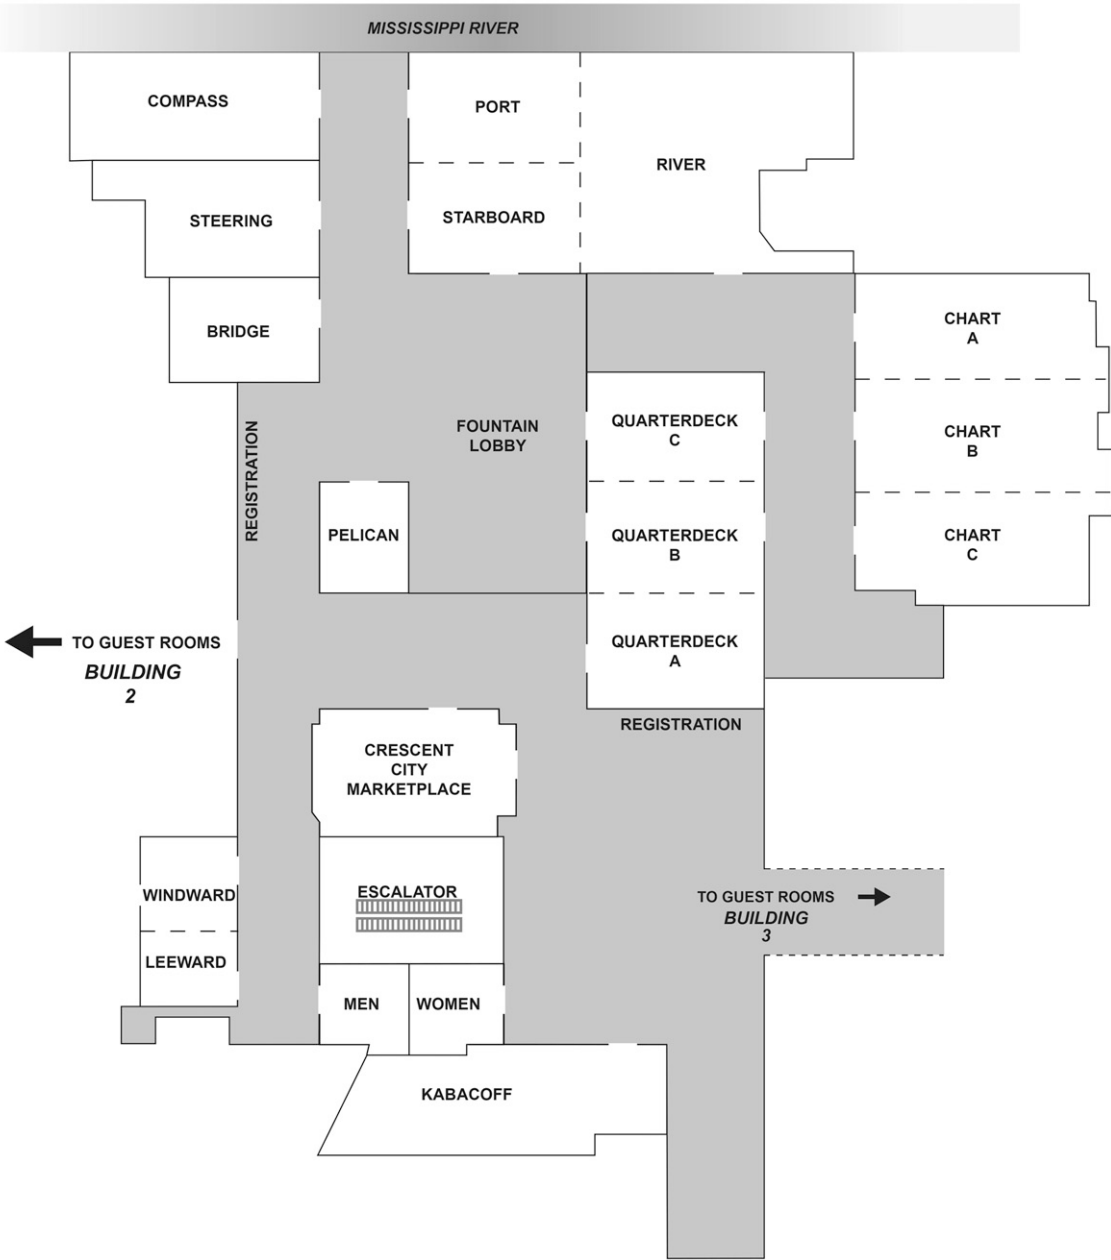 MISSISSIPPI RIVER
COMPASS
PORT
RIVER
STEERING
STARBOARD
BRIDGE
CHART
A
FOUNTAIN
LOBBY
QUARTERDECK
C
CHART
B
REGISTRATION
PELICAN
QUARTERDECK
B
CHART
C
TO GUEST ROOMS
BUILDING
2
QUARTERDECK
A
REGISTRATION
CRESCENT
CITY
MARKETPLACE
WINDWARD
ESCALATOR
TO GUEST ROOMS
BUILDING
3
LEEWARD
MEN
WOMEN
KABACOFF